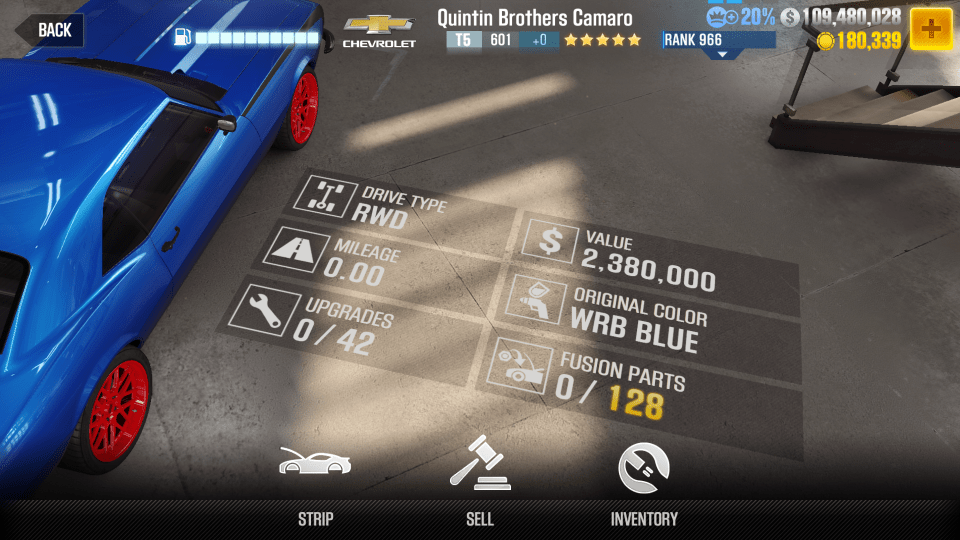 BACK
CHEVROLET
Quintin Brothers Camaro
T5 601 +0
20%
109,480,028
RANK 966
180,339
DRIVE TYPE
RWD
MILEAGE
0.00
UPGRADES
0 / 42
VALUE
2,380,000
ORIGINAL COLOR
WRB BLUE
FUSION PARTS
0 / 128
STRIP
SELL
INVENTORY